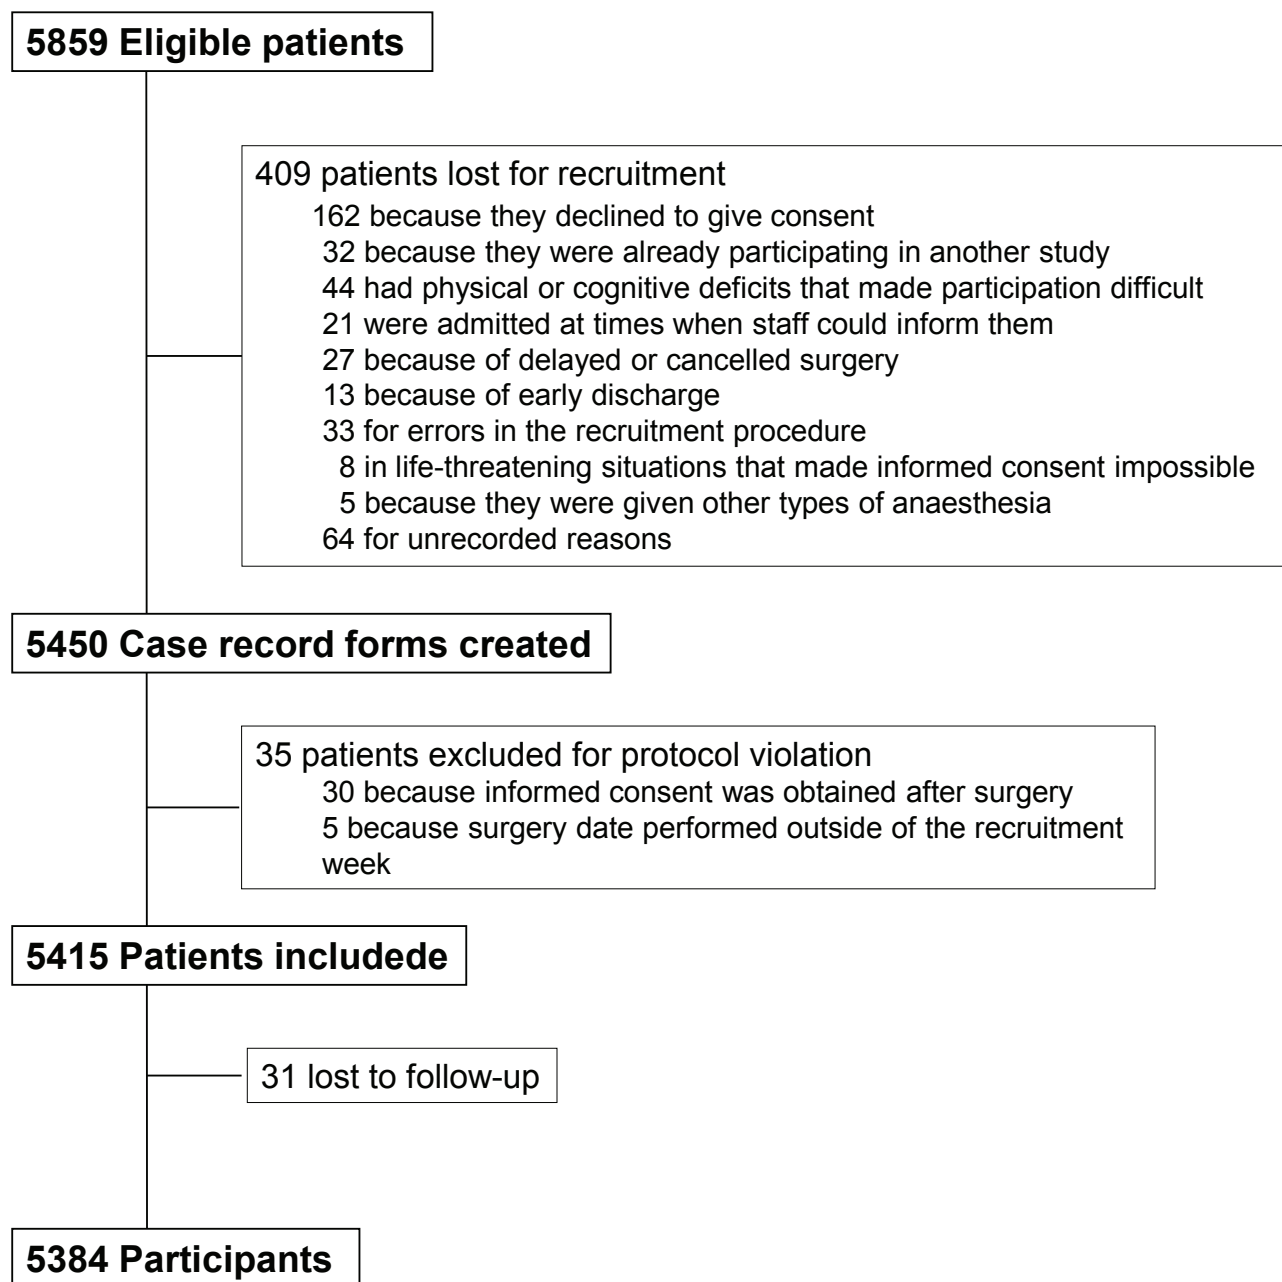 5859 Eligible patients
409 patients lost for recruitment
162 because they declined to give consent
32 because they were already participating in another study
44 had physical or cognitive deficits that made participation difficult
21 were admitted at times when staff could inform them
27 because of delayed or cancelled surgery
13 because of early discharge
33 for errors in the recruitment procedure
8 in life-threatening situations that made informed consent impossible
5 because they were given other types of anaesthesia
64 for unrecorded reasons
5450 Case record forms created
35 patients excluded for protocol violation
30 because informed consent was obtained after surgery
5 because surgery date performed outside of the recruitment
week
5415 Patients includede
31 lost to follow-up
5384 Participants